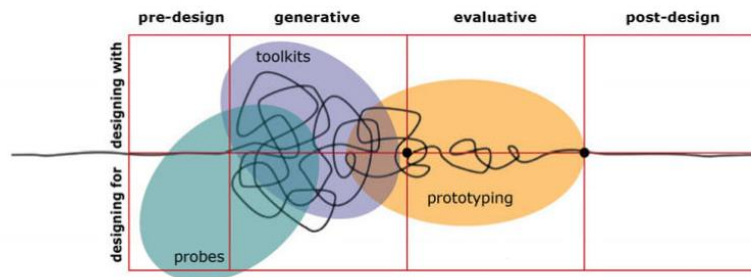 pre-design generative evaluative post-design
designing with
toolkits
designing for
prototyping
probes